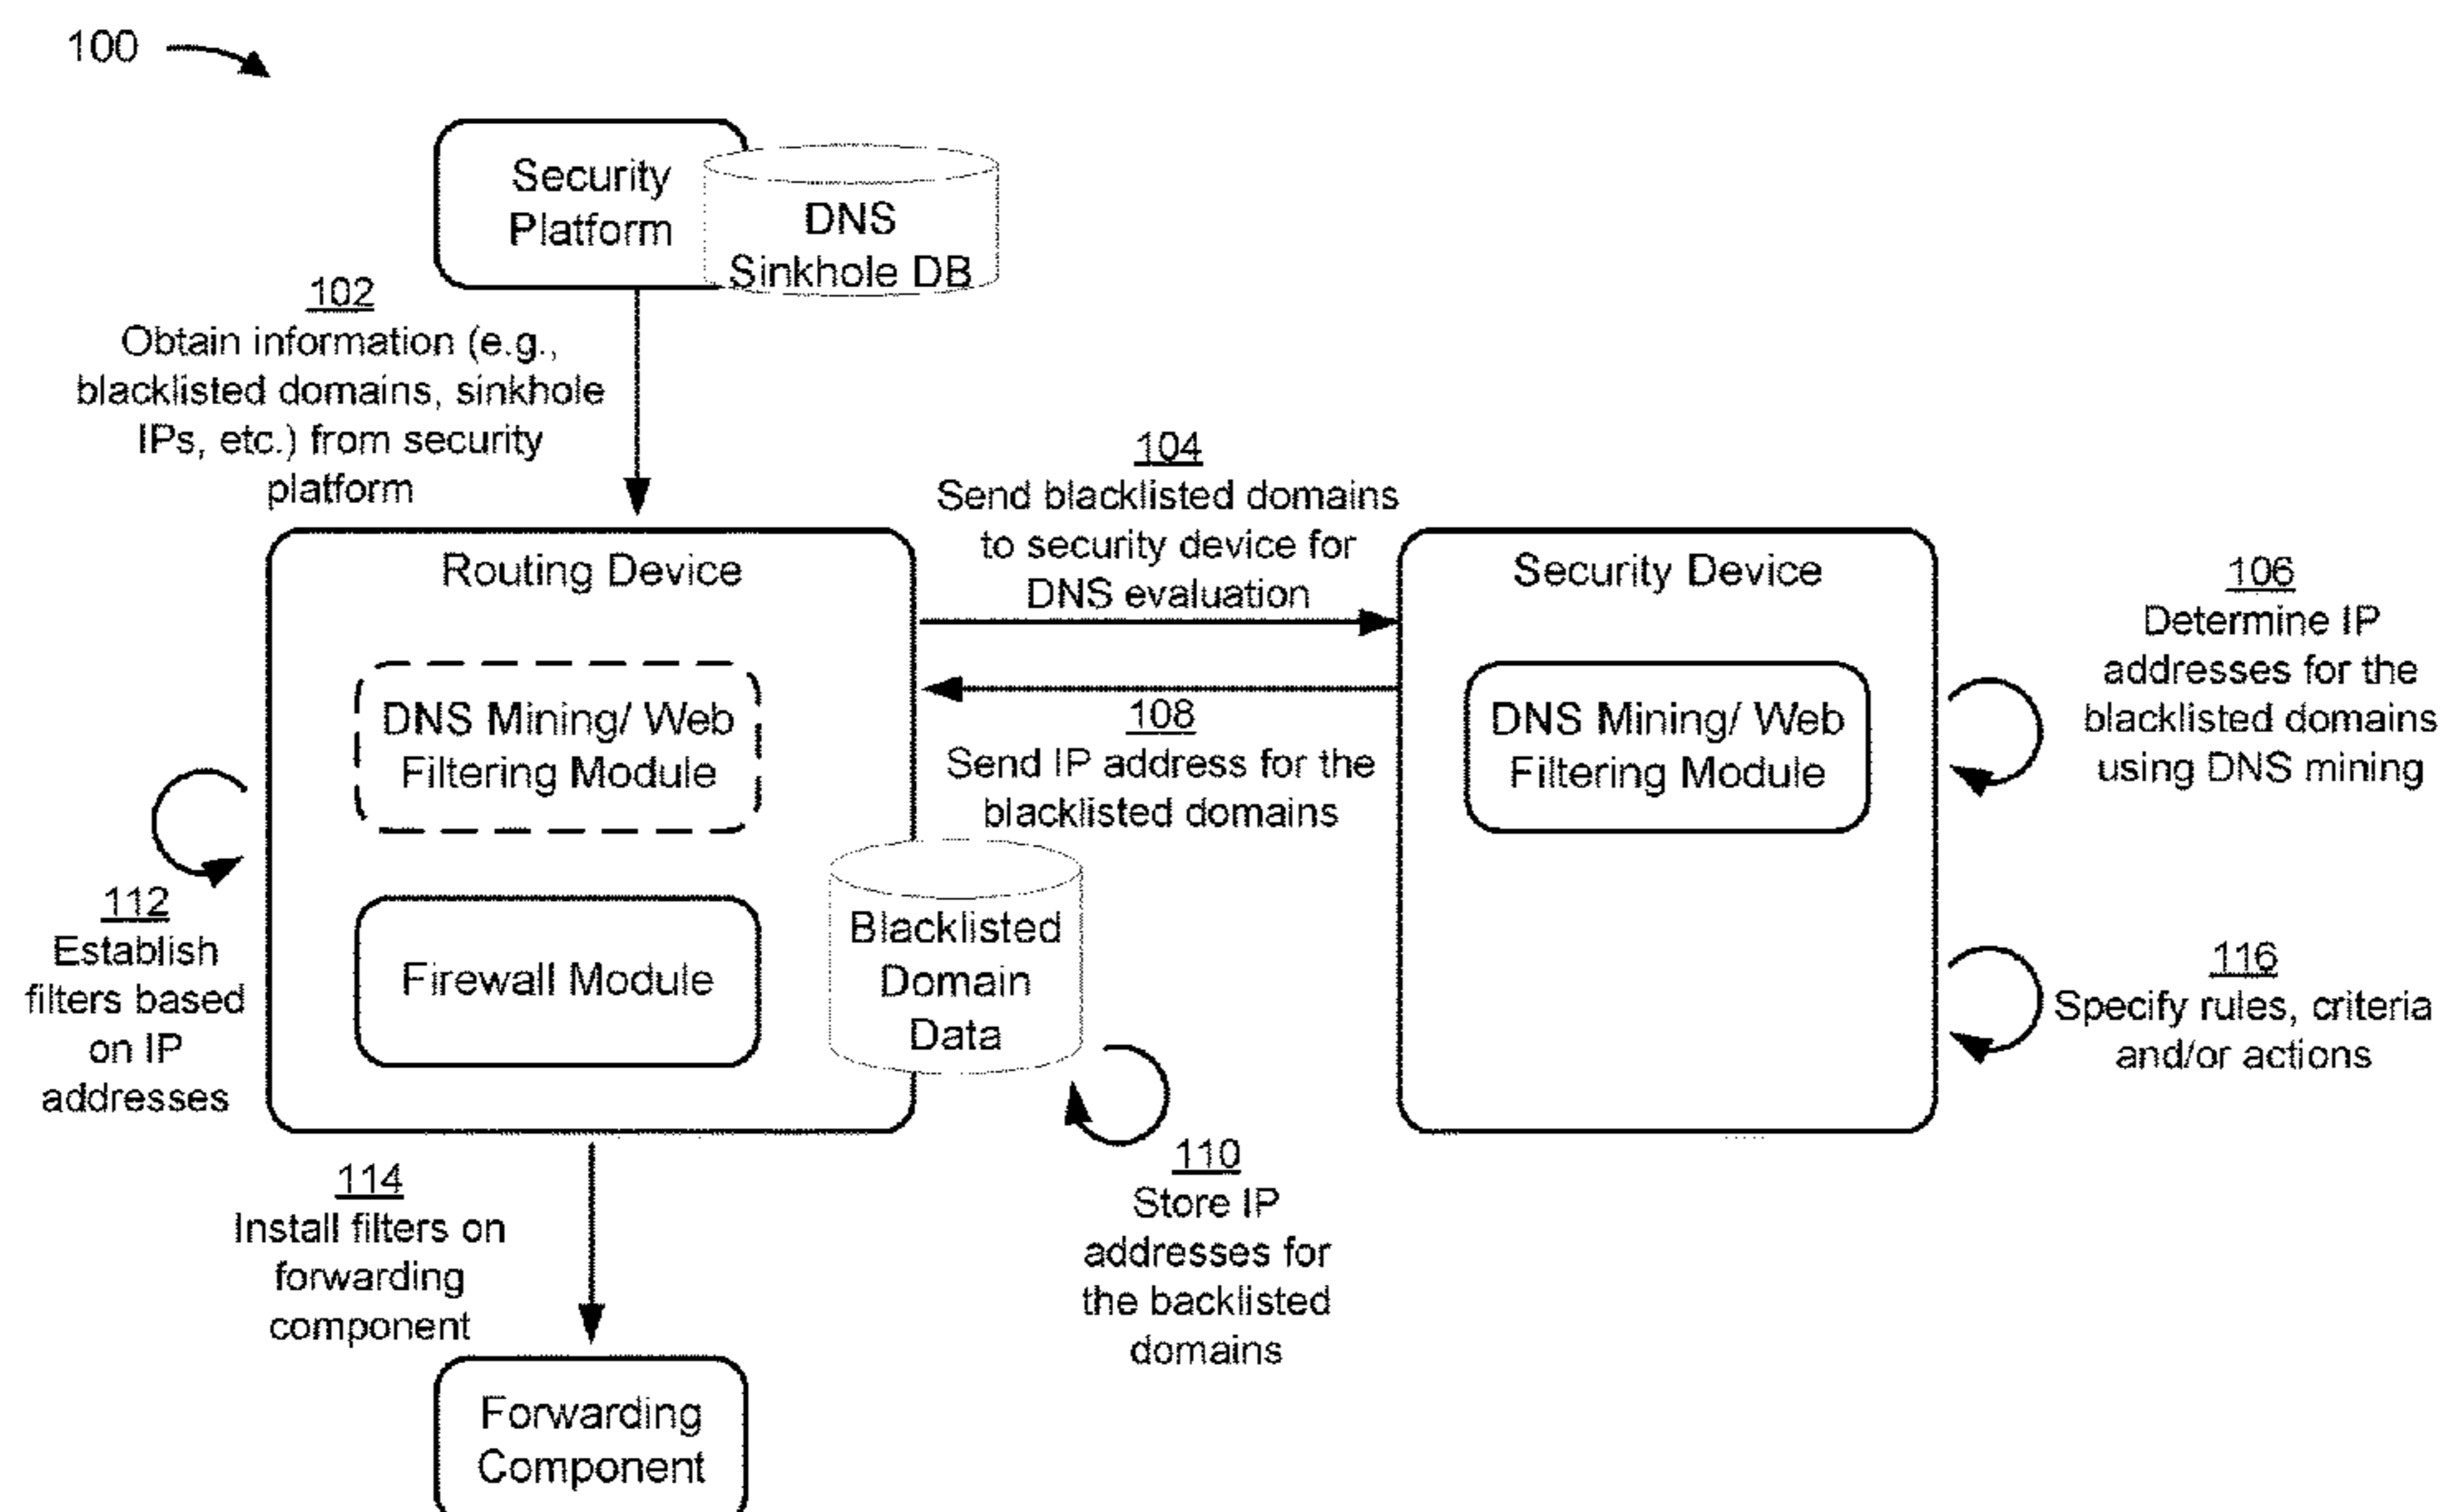 100
Security
Platform
DNS
Sinkhole DB
102
Obtain information (e.g.,
blacklisted domains, sinkhole
IPs, etc.) from security
platform
104
Send blacklisted domains
to security device for
DNS evaluation
Routing Device
DNS Mining/ Web
Filtering Module
Firewall Module
108
Send IP address for the
blacklisted domains
Blacklisted
Domain
Data
Security Device
DNS Mining/ Web
Filtering Module
106
Determine IP
addresses for the
blacklisted domains
using DNS mining
112
Establish
filters based
on IP
addresses
116
Specify rules, criteria
and/or actions
110
Store IP
addresses for
the backlisted
domains
114
Install filters on
forwarding
component
Forwarding
Component